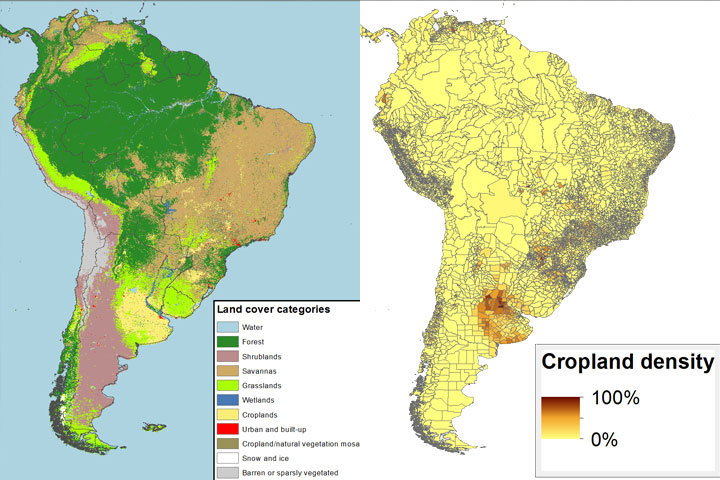 Land cover categories
Water
Forest
Shrublands
Savannas
Grasslands
Wetlands
Croplands
Urban and built-up
Cropland/natural vegetation mosa
Snow and ice
Barren or sparsly vegetated
Cropland density
100%
0%